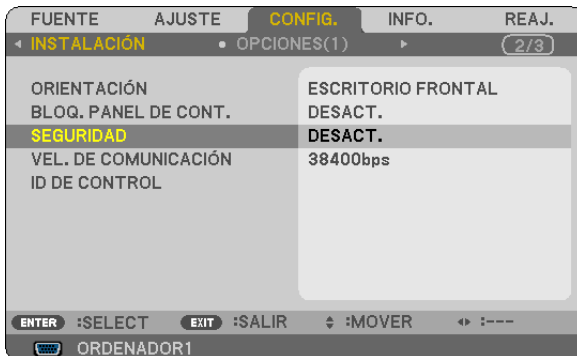 FUENTE AJUSTE CONFIG. INFO. REAJ.
INSTALACIÓN OPCIONES(1) 2/3
ORIENTACIÓN ESCRITORIO FRONTAL
BLOQ. PANEL DE CONT. DESACT.
SEGURIDAD DESACT.
VEL. DE COMUNICACIÓN 38400bps
ID DE CONTROL
ENTER :SELECT EXIT :SALIR :MOVER :---
ORDENADOR1